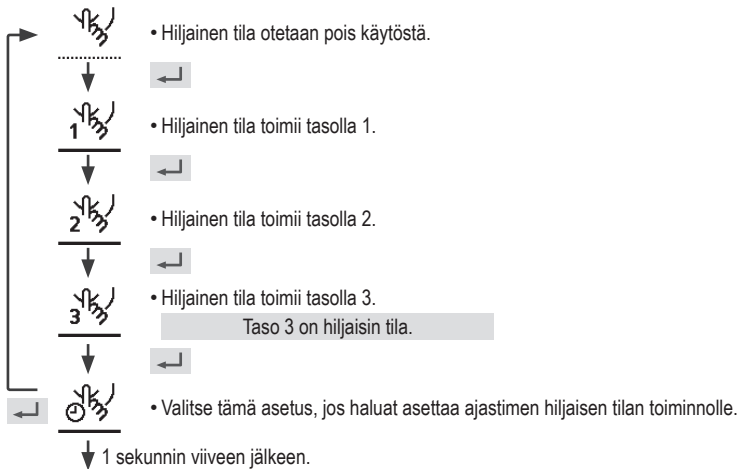 • Hiljainen tila otetaan pois käytöstä.
1
• Hiljainen tila toimii tasolla 1.
2
• Hiljainen tila toimii tasolla 2.
3
• Hiljainen tila toimii tasolla 3.
Taso 3 on hiljaisin tila.
• Valitse tämä asetus, jos haluat asettaa ajastimen hiljaisen tilan toiminnolle.
1 sekunnin viiveen jälkeen.